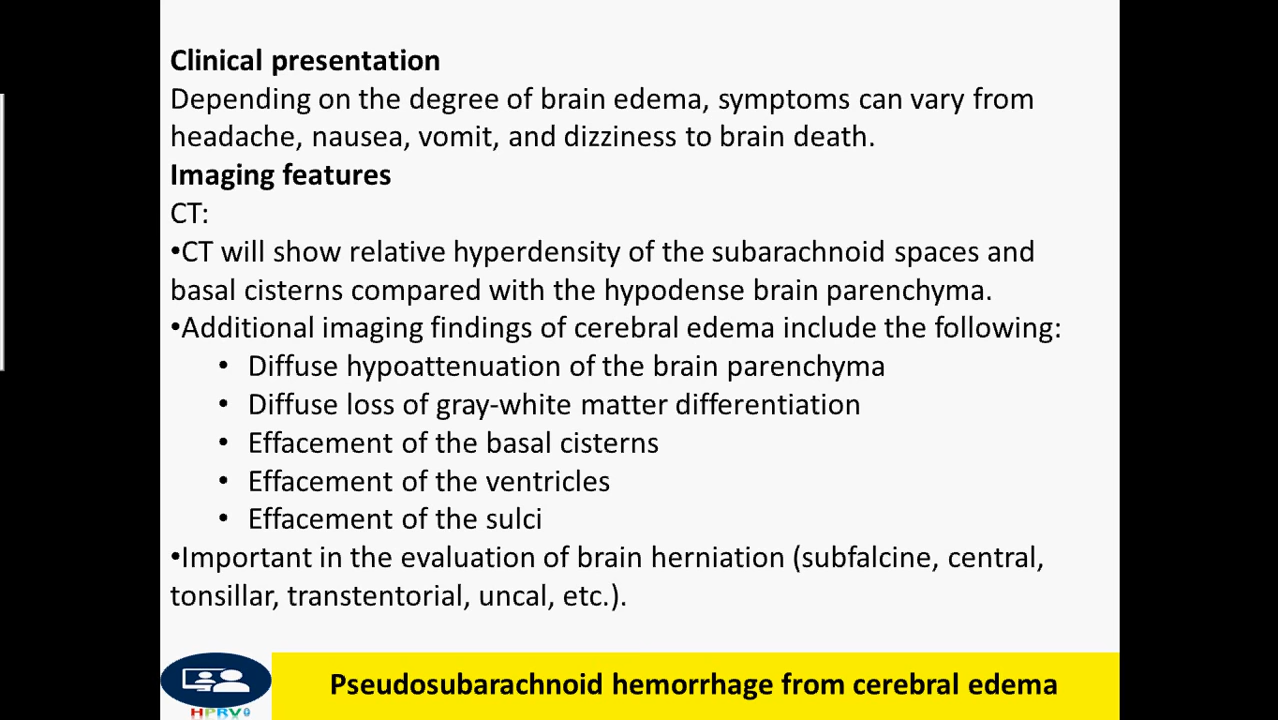 Clinical presentation
Depending on the degree of brain edema, symptoms can vary from
headache, nausea, vomit, and dizziness to brain death.
Imaging features
CT:
•CT will show relative hyperdensity of the subarachnoid spaces and
basal cisterns compared with the hypodense brain parenchyma.
•Additional imaging findings of cerebral edema include the following:
• Diffuse hypoattenuation of the brain parenchyma
• Diffuse loss of gray-white matter differentiation
• Effacement of the basal cisterns
• Effacement of the ventricles
• Effacement of the sulci
•Important in the evaluation of brain herniation (subfalcine, central,
tonsillar, transtentorial, uncal, etc.).
Pseudosubarachnoid hemorrhage from cerebral edema